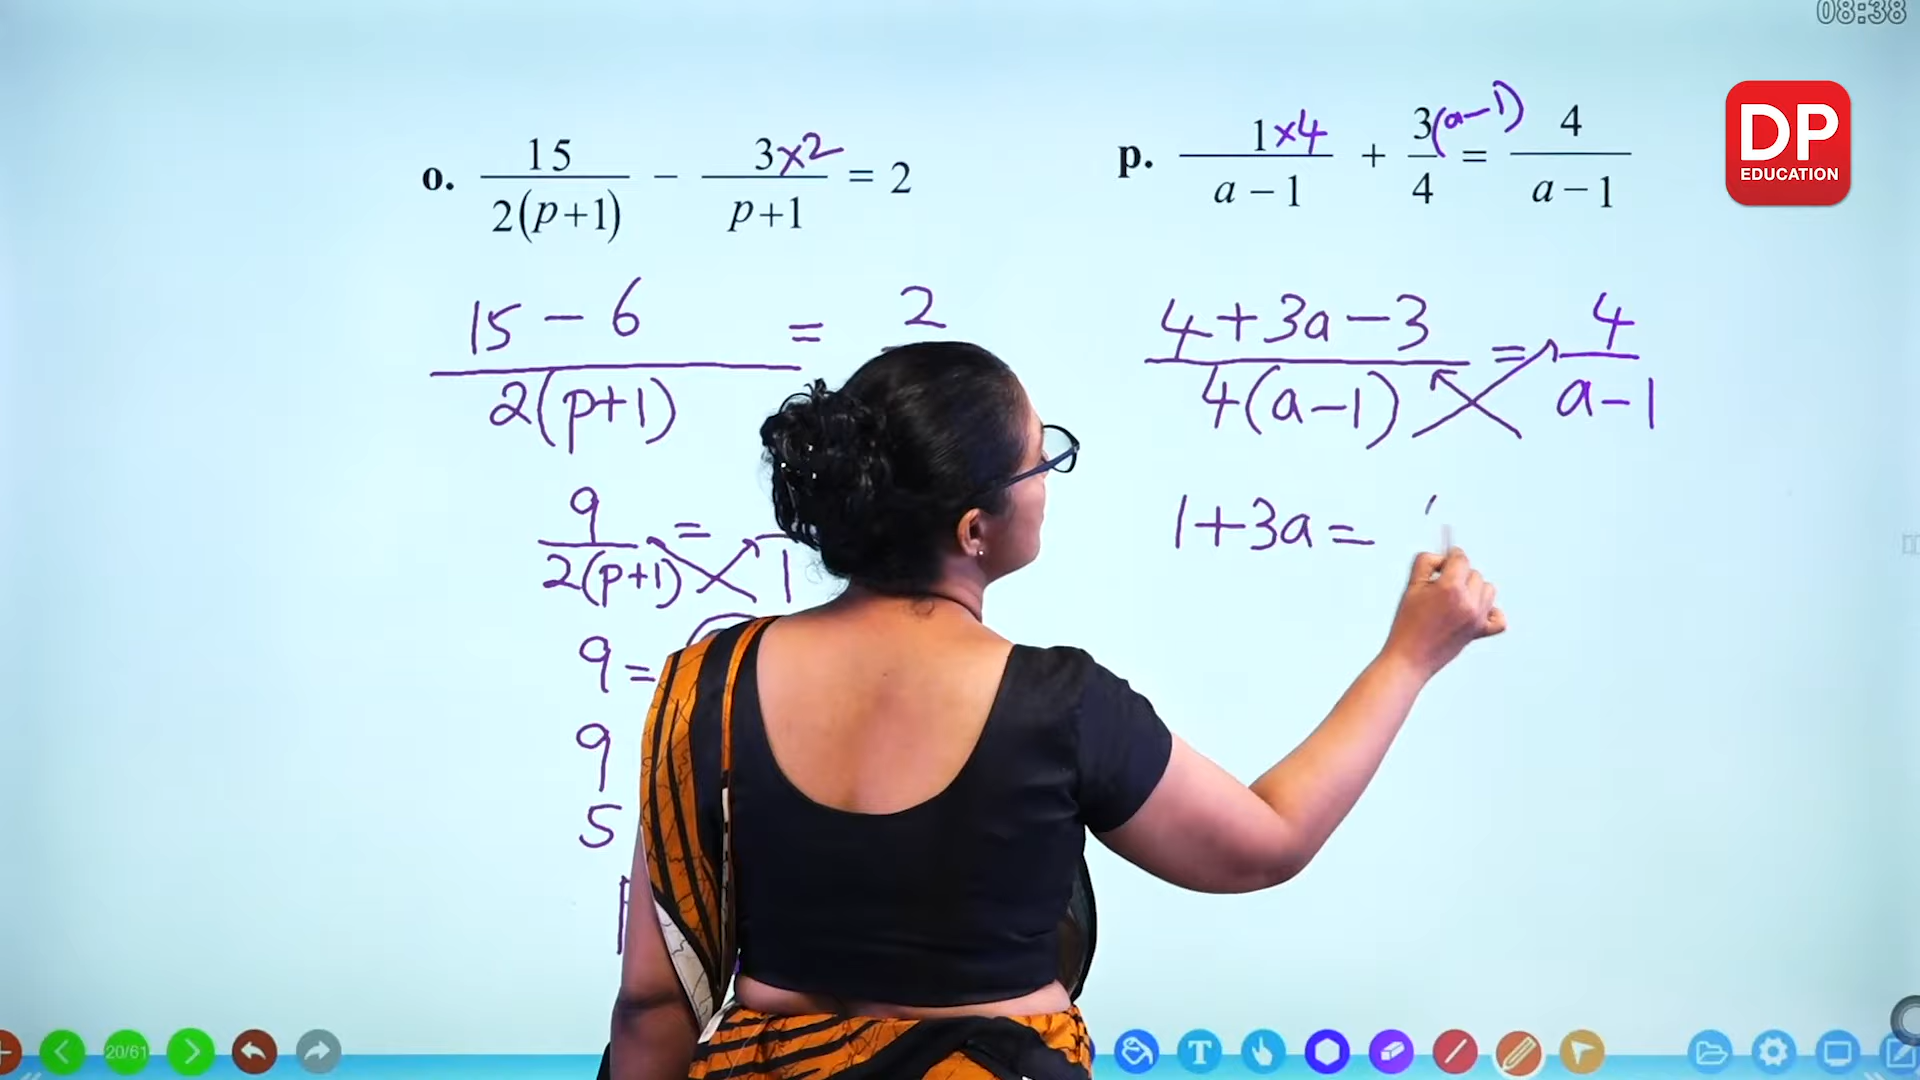 08:38
DP
EDUCATION
o. 15/2(p+1) − 3×2/p+1 = 2
15 − 6/2(p+1) = 2
9/2(p+1) = /1
9 =
9
5
p. 1×4/a − 1 + 3(a−1)/4 = 4/a − 1
4 + 3a − 3/4(a−1) = 4/a−1
1 + 3a =
20/61
T